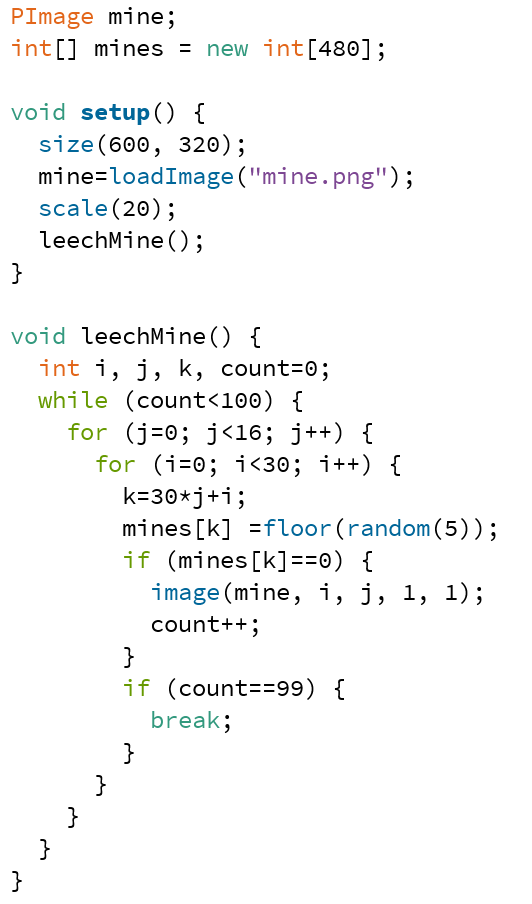 PImage mine;
int[] mines = new int[480];

void setup() {
  size(600, 320);
  mine=loadImage("mine.png");
  scale(20);
  leechMine();
}

void leechMine() {
  int i, j, k, count=0;
  while (count<100) {
    for (j=0; j<16; j++) {
      for (i=0; i<30; i++) {
        k=30*j+i;
        mines[k] =floor(random(5));
        if (mines[k]==0) {
          image(mine, i, j, 1, 1);
          count++;
        }
        if (count==99) {
          break;
        }
      }
    }
  }
}